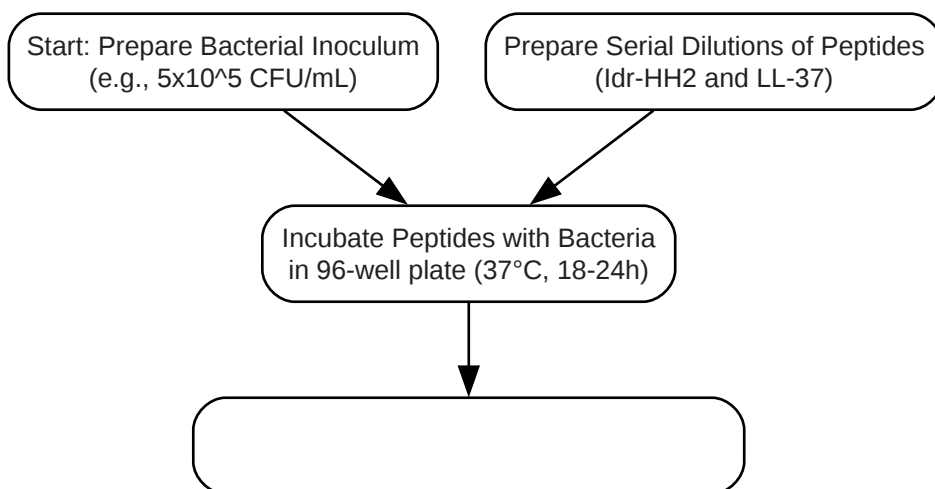 Start: Prepare Bacterial Inoculum
(e.g., 5x10^5 CFU/mL)
Prepare Serial Dilutions of Peptides
(Idr-HH2 and LL-37)
Incubate Peptides with Bacteria
in 96-well plate (37°C, 18-24h)